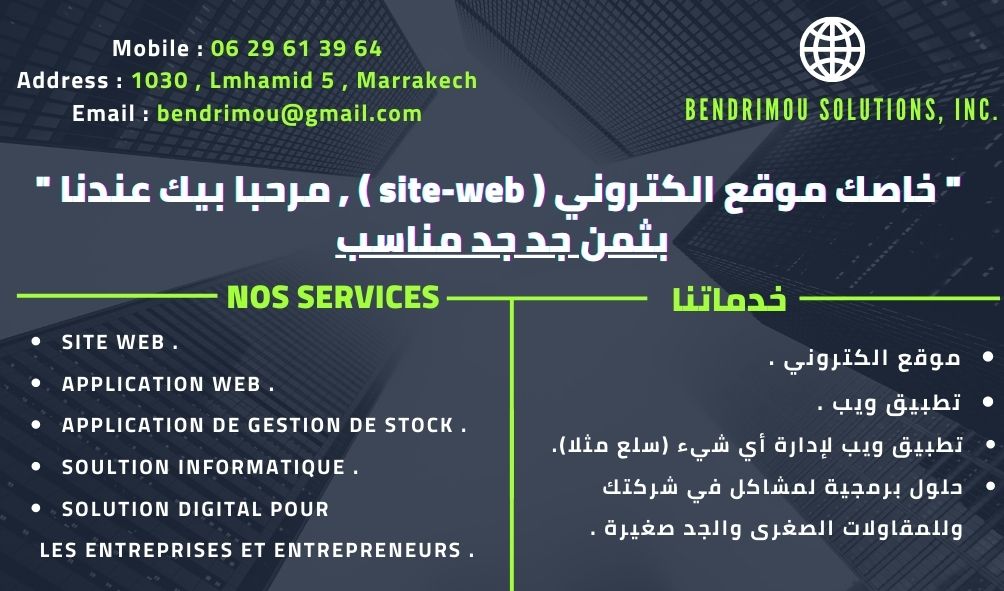 Mobile : 06 29 61 39 64
Address : 1030 , Lmhamid 5 , Marrakech
Email : bendrimou@gmail.com
BENDRIMOU SOLUTIONS, INC.
" خاصك موقع الكتروني ( site-web ) , مرحبا بيك عندنا "
بثمن جد جد مناسب
NOS SERVICES
SITE WEB .
APPLICATION WEB .
APPLICATION DE GESTION DE STOCK .
SOULTION INFORMATIQUE .
SOLUTION DIGITAL POUR
LES ENTREPRISES ET ENTREPRENEURS .
خدماتنا
موقع الكتروني .
تطبيق ويب .
تطبيق ويب لإدارة أي شيء (سلع مثلا).
حلول برمجية لمشاكل في شركتك
وللمقاولات الصغرى والجد صغيرة .